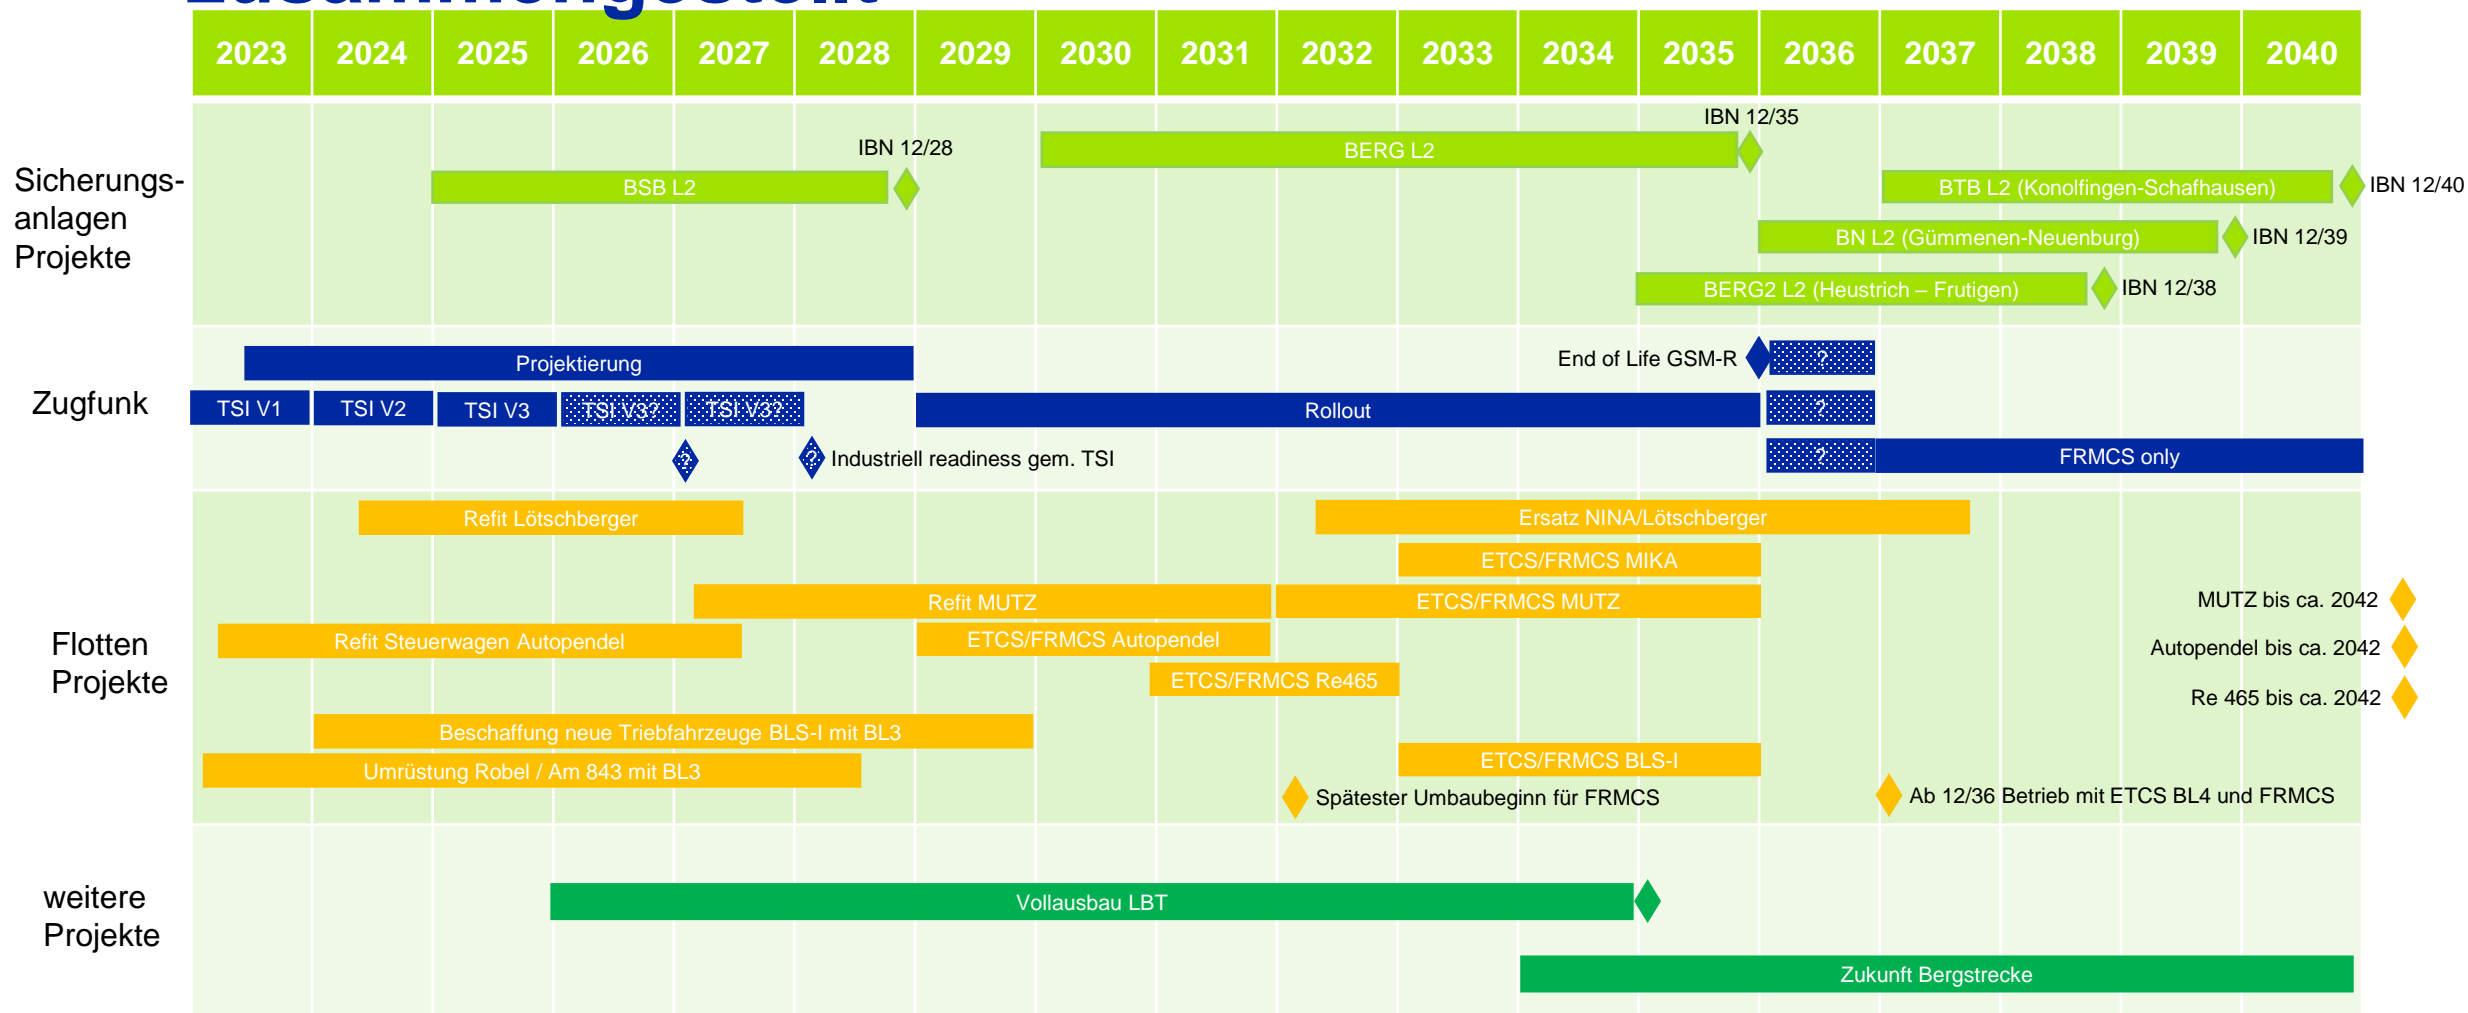 Zusammengestellt
2023 2024 2025 2026 2027 2028 2029 2030 2031 2032 2033 2034 2035 2036 2037 2038 2039 2040
Sicherungs-
anlagen
Projekte
IBN 12/35
IBN 12/28
BERG L2
BSB L2
BTB L2 (Konolfingen-Schafhausen)
IBN 12/40
BN L2 (Gümmenen-Neuenburg)
IBN 12/39
BERG2 L2 (Heustrich – Frutigen)
IBN 12/38
Zugfunk
Projektierung
End of Life GSM-R
?
TSI V1
TSI V2
TSI V3
TSI V3?
TSI V3?
Rollout
?
?
?
Industriell readiness gem. TSI
?
FRMCS only
Flotten
Projekte
Refit Lötschberger
Ersatz NINA/Lötschberger
ETCS/FRMCS MIKA
Refit MUTZ
ETCS/FRMCS MUTZ
MUTZ bis ca. 2042
Refit Steuerwagen Autopendel
ETCS/FRMCS Autopendel
Autopendel bis ca. 2042
ETCS/FRMCS Re465
Re 465 bis ca. 2042
Beschaffung neue Triebfahrzeuge BLS-I mit BL3
Umrüstung Robel / Am 843 mit BL3
ETCS/FRMCS BLS-I
Spätester Umbaubeginn für FRMCS
Ab 12/36 Betrieb mit ETCS BL4 und FRMCS
weitere
Projekte
Vollausbau LBT
Zukunft Bergstrecke